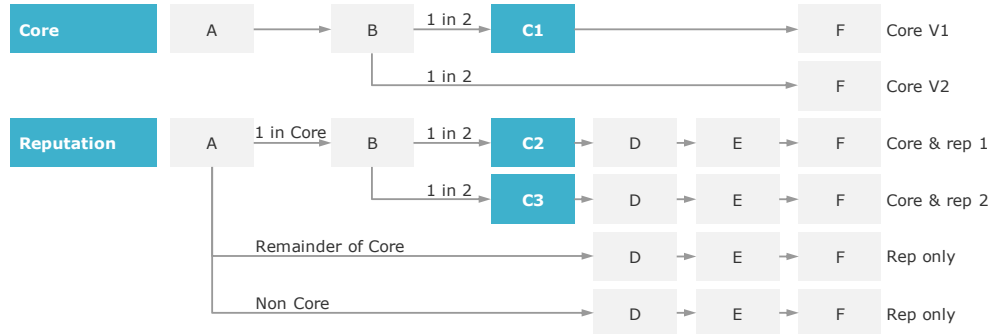 Core A B 1 in 2 C1 F Core V1
1 in 2 F Core V2
Reputation A 1 in Core B 1 in 2 C2 D E F Core & rep 1
1 in 2 C3 D E F Core & rep 2
Remainder of Core D E F Rep only
Non Core D E F Rep only